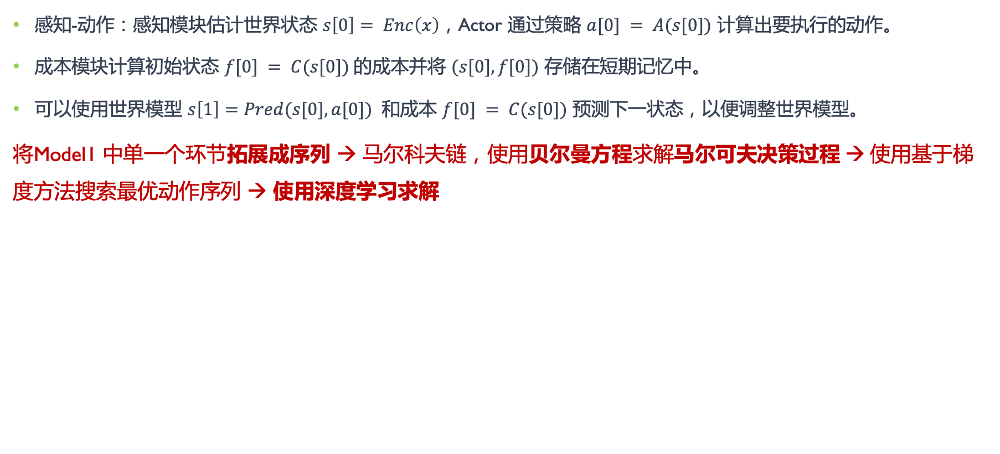 • 感知-动作：感知模块估计世界状态 s[0] = Enc(x)，Actor 通过策略 a[0] = A(s[0]) 计算出要执行的动作。
• 成本模块计算初始状态 f[0] = C(s[0]) 的成本并将 (s[0], f[0]) 存储在短期记忆中。
• 可以使用世界模型 s[1] = Pred(s[0], a[0]) 和成本 f[0] = C(s[0]) 预测下一状态，以便调整世界模型。
将Model1 中单一个环节拓展成序列 → 马尔科夫链，使用贝尔曼方程求解马尔可夫决策过程 → 使用基于梯
度方法搜索最优动作序列 → 使用深度学习求解